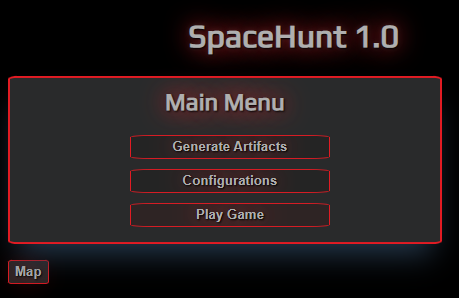 SpaceHunt 1.0
Main Menu
Generate Artifacts
Configurations
Play Game
Map